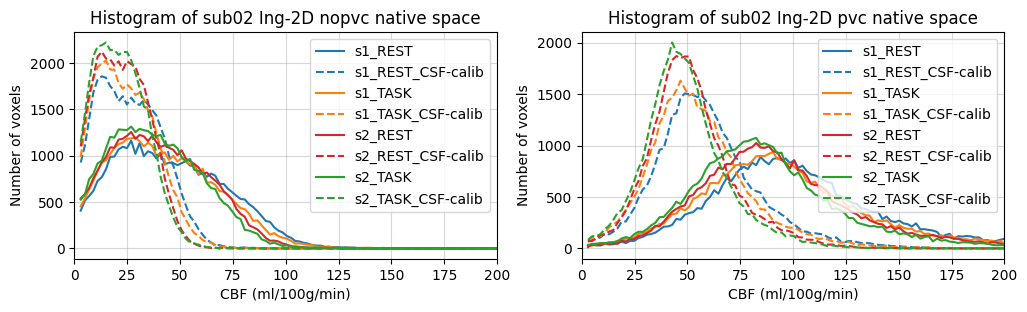 Histogram of sub02 Ing-2D nopvc native space
Number of voxels
2000
1500
1000
500
0
0 25 50 75 100 125 150 175 200
CBF (ml/100g/min)
s1_REST
s1_REST_CSF-calib
s1_TASK
s1_TASK_CSF-calib
s2_REST
s2_REST_CSF-calib
s2_TASK
s2_TASK_CSF-calib
Histogram of sub02 Ing-2D pvc native space
Number of voxels
2000
1500
1000
500
0
0 25 50 75 100 125 150 175 200
CBF (ml/100g/min)
s1_REST
s1_REST_CSF-calib
s1_TASK
s1_TASK_CSF-calib
s2_REST
s2_REST_CSF-calib
s2_TASK
s2_TASK_CSF-calib